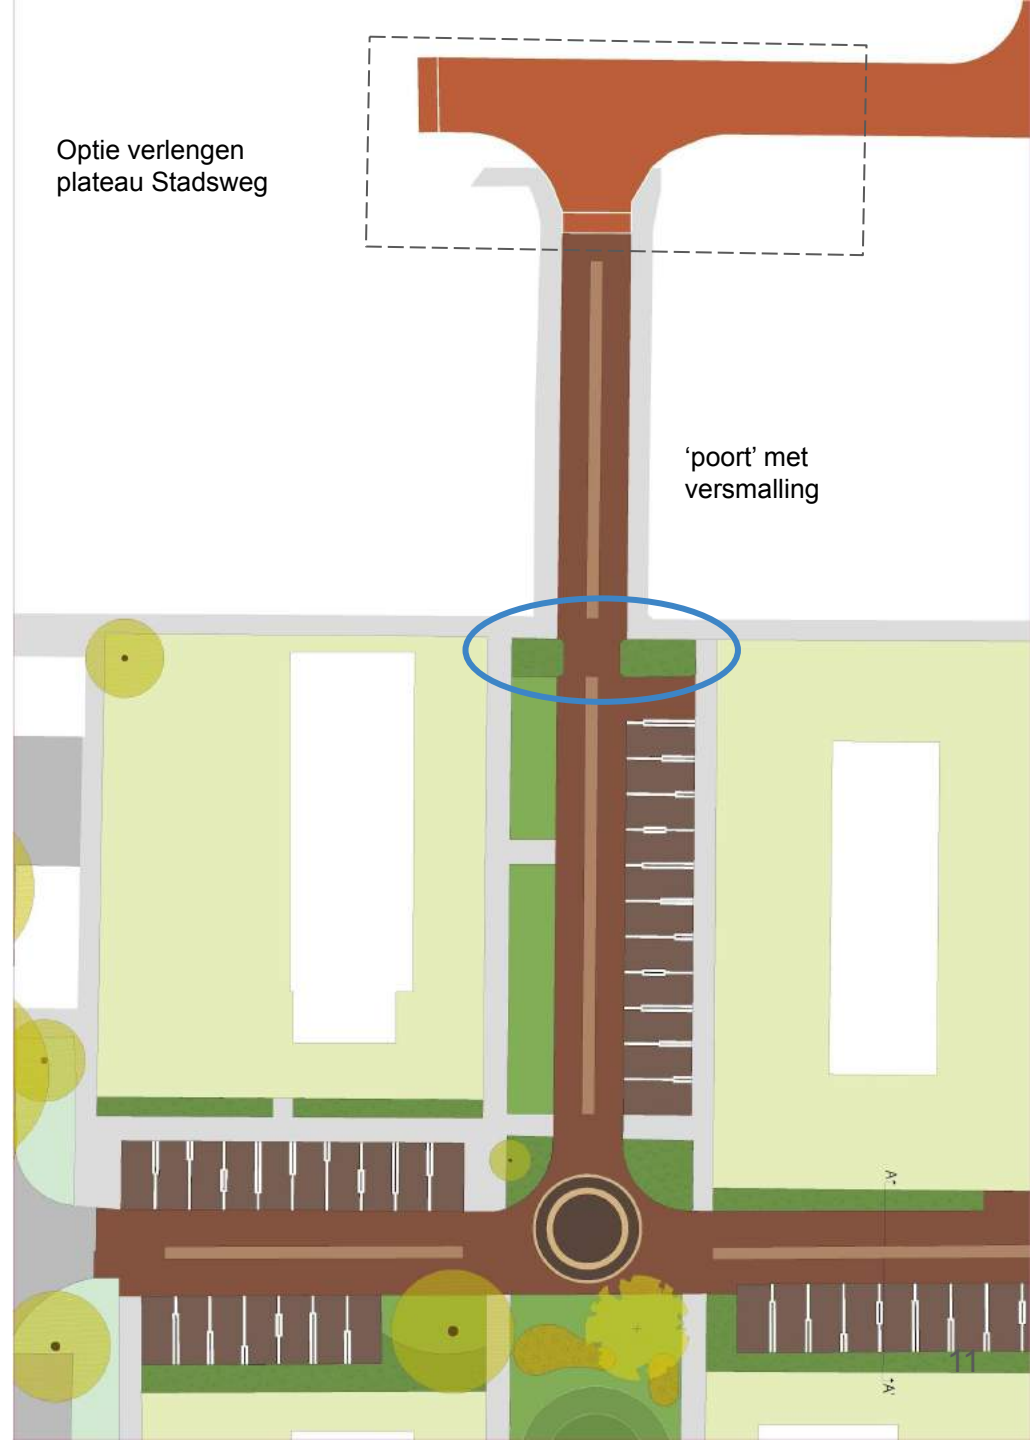 Optie verlengen
plateau Stadsweg
‘poort’ met
versmalling
A'
11
A'